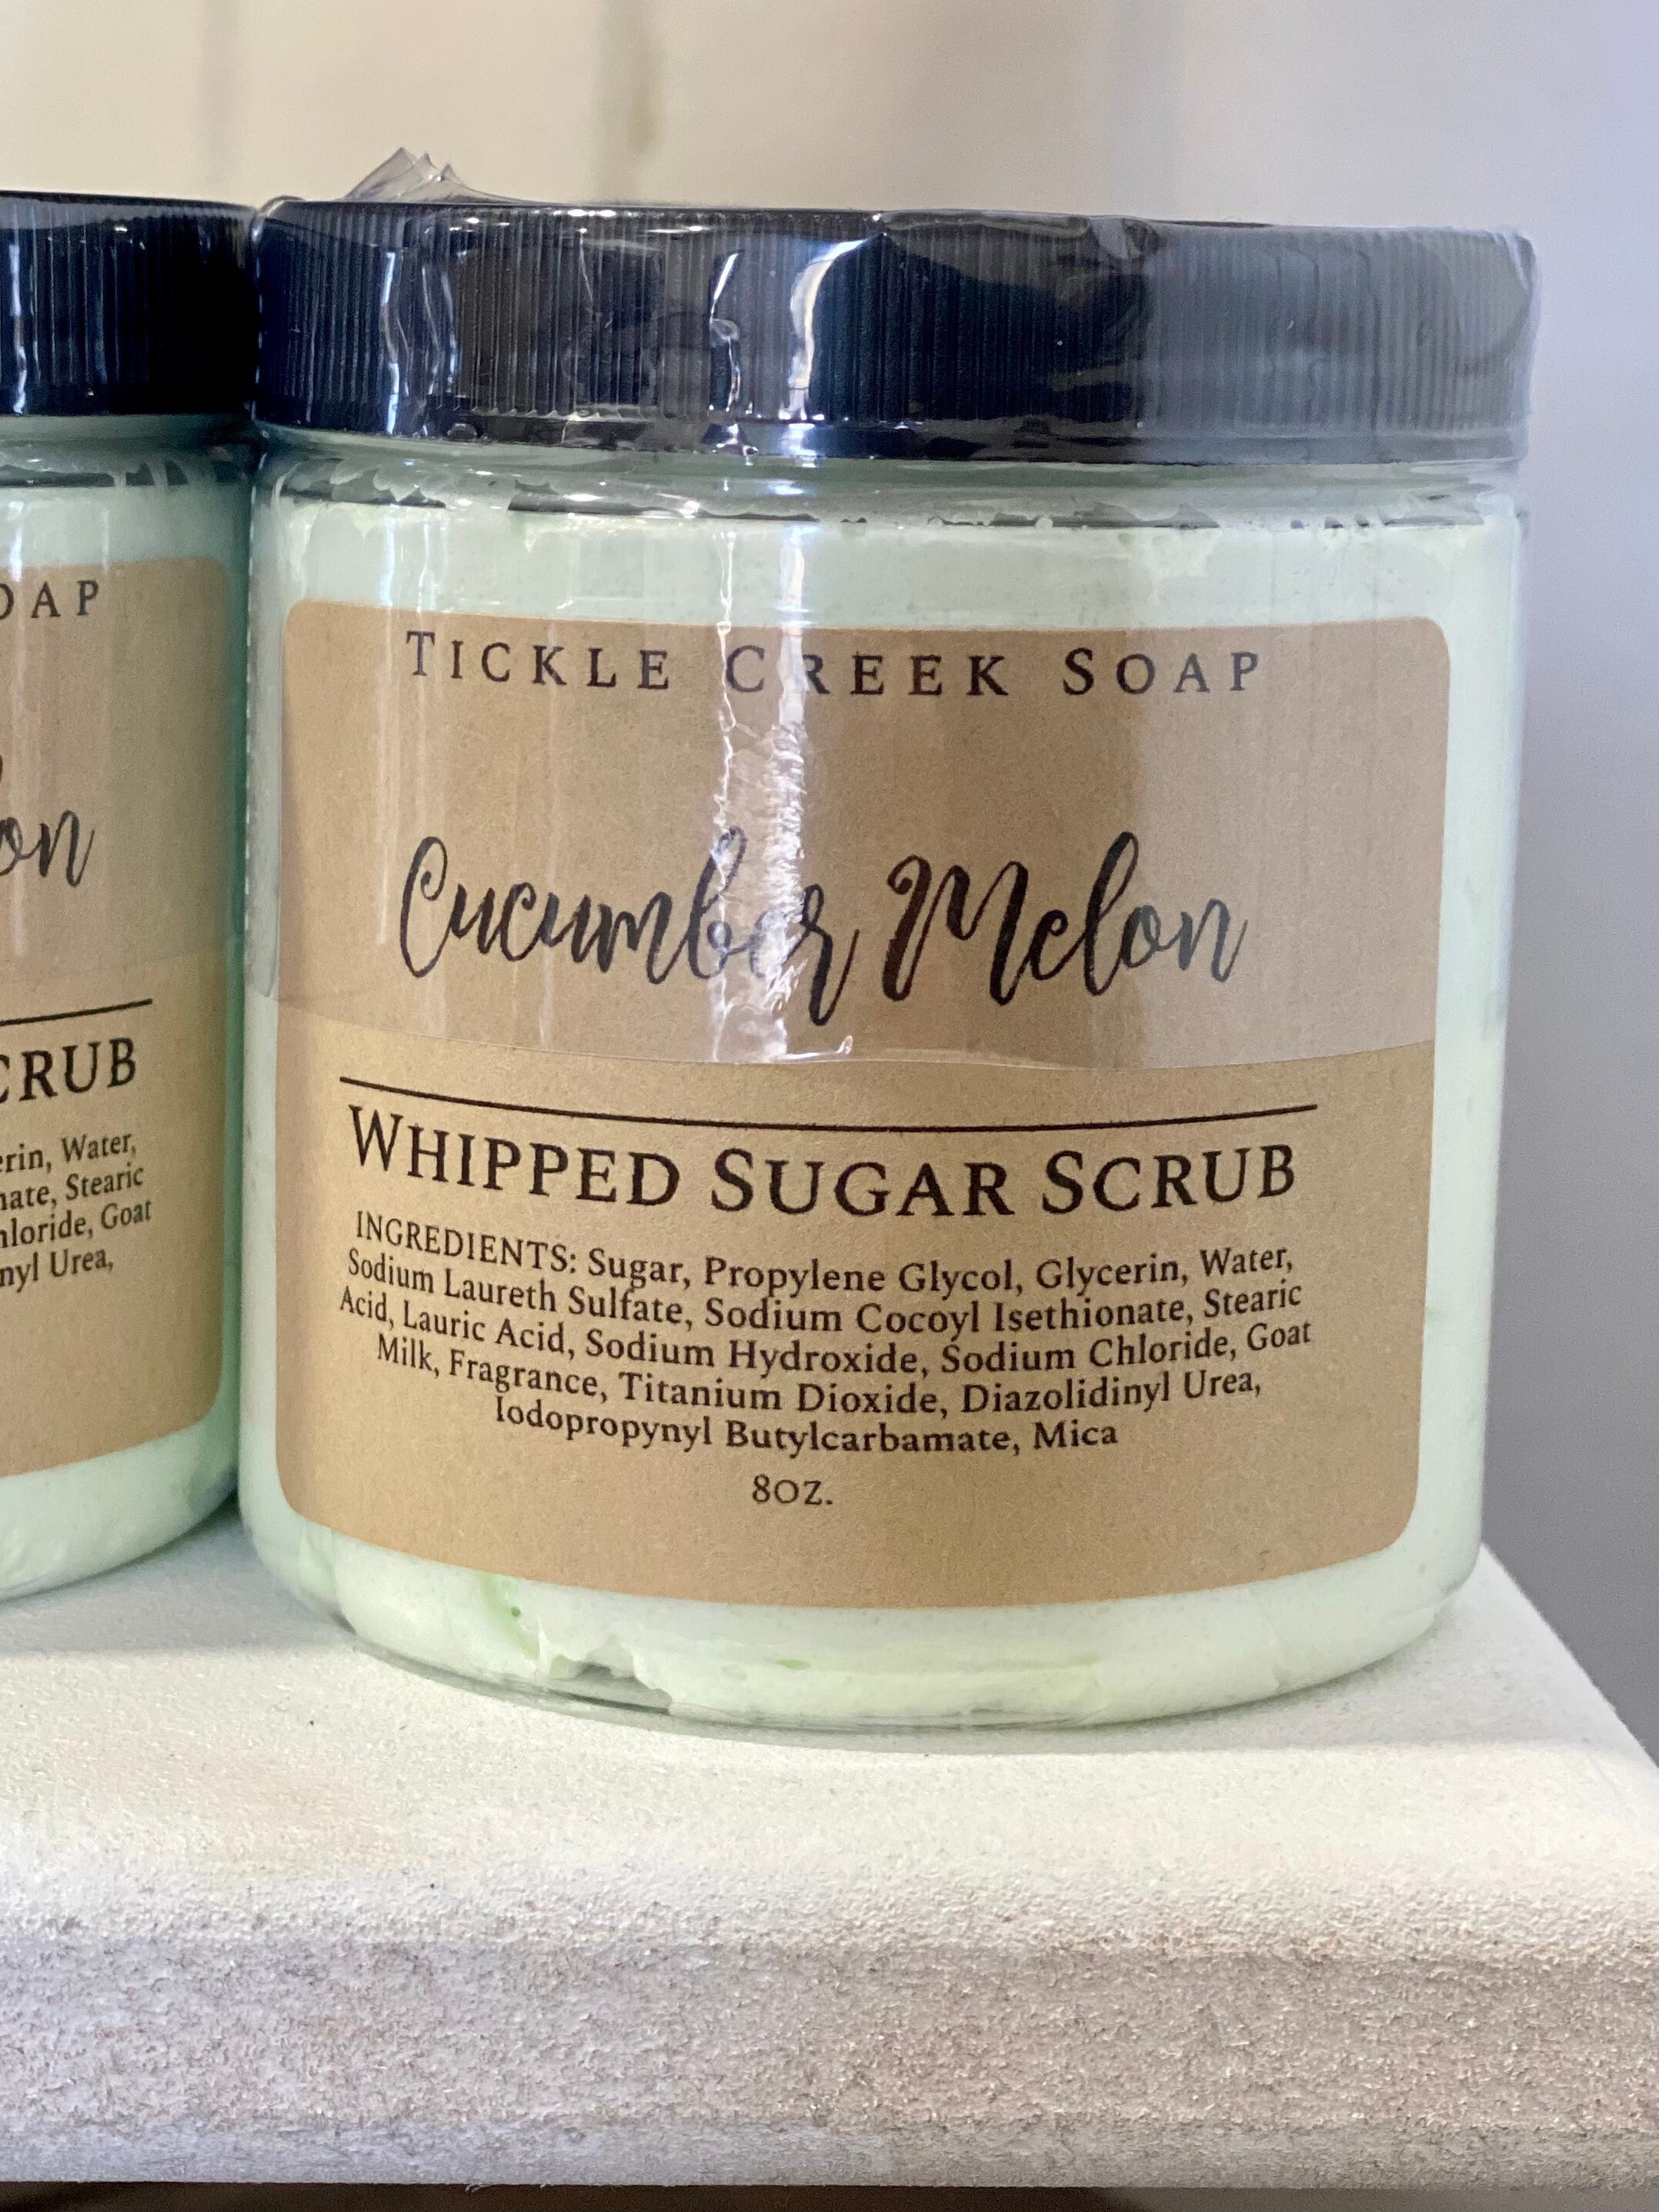 OAP
on
CRUB
erin, Water,
nate, Stearic
hloride, Goat
nyl Urea,
TICKLE CREEK SOAP
Cucumber Melon
WHIPPED SUGAR SCRUB
INGREDIENTS: Sugar, Propylene Glycol, Glycerin, Water,
Sodium Laureth Sulfate, Sodium Cocoyl Isethionate, Stearic
Acid, Lauric Acid, Sodium Hydroxide, Sodium Chloride, Goat
Milk, Fragrance, Titanium Dioxide, Diazolidinyl Urea,
Iodopropynyl Butylcarbamate, Mica
8OZ.